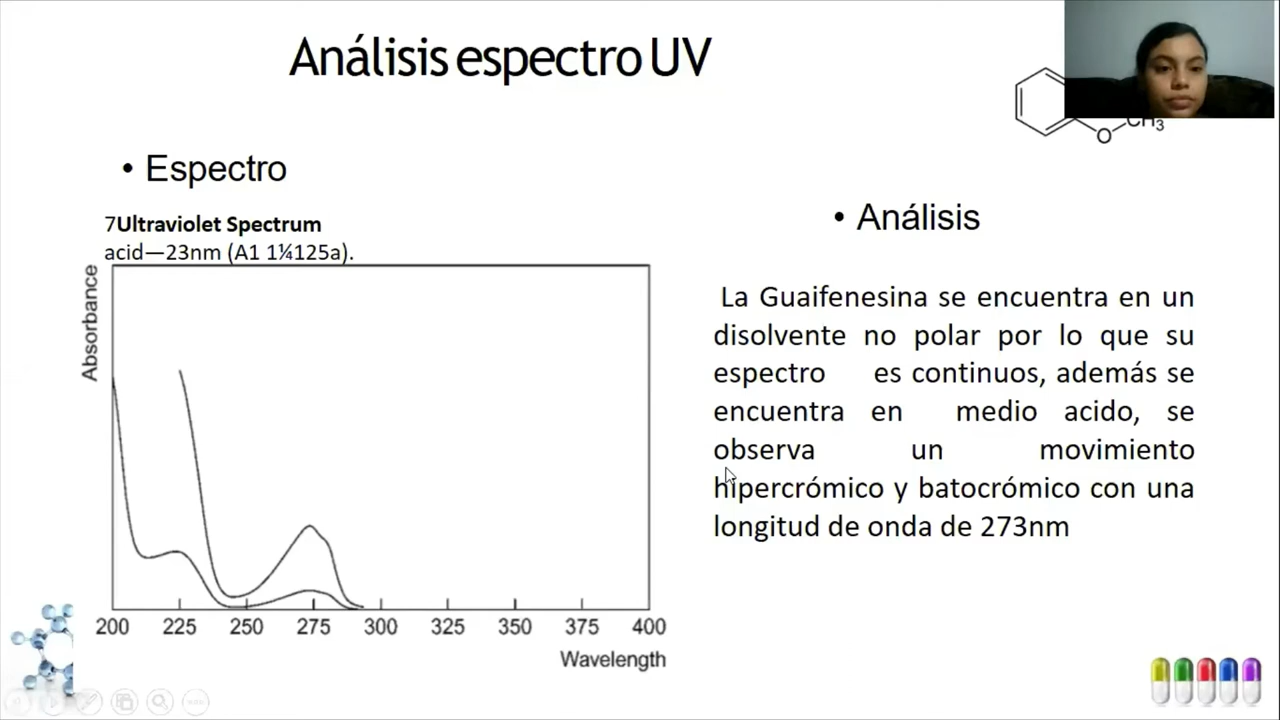 Análisis espectro UV
O
CH3
• Espectro
7Ultraviolet Spectrum
acid—23nm (A1 1¼125a).
Absorbance
200 225 250 275 300 325 350 375 400
Wavelength
• Análisis
La Guaifenesina se encuentra en un
disolvente no polar por lo que su
espectro es continuos, además se
encuentra en medio acido, se
observa un movimiento
hipercrómico y batocrómico con una
longitud de onda de 273nm